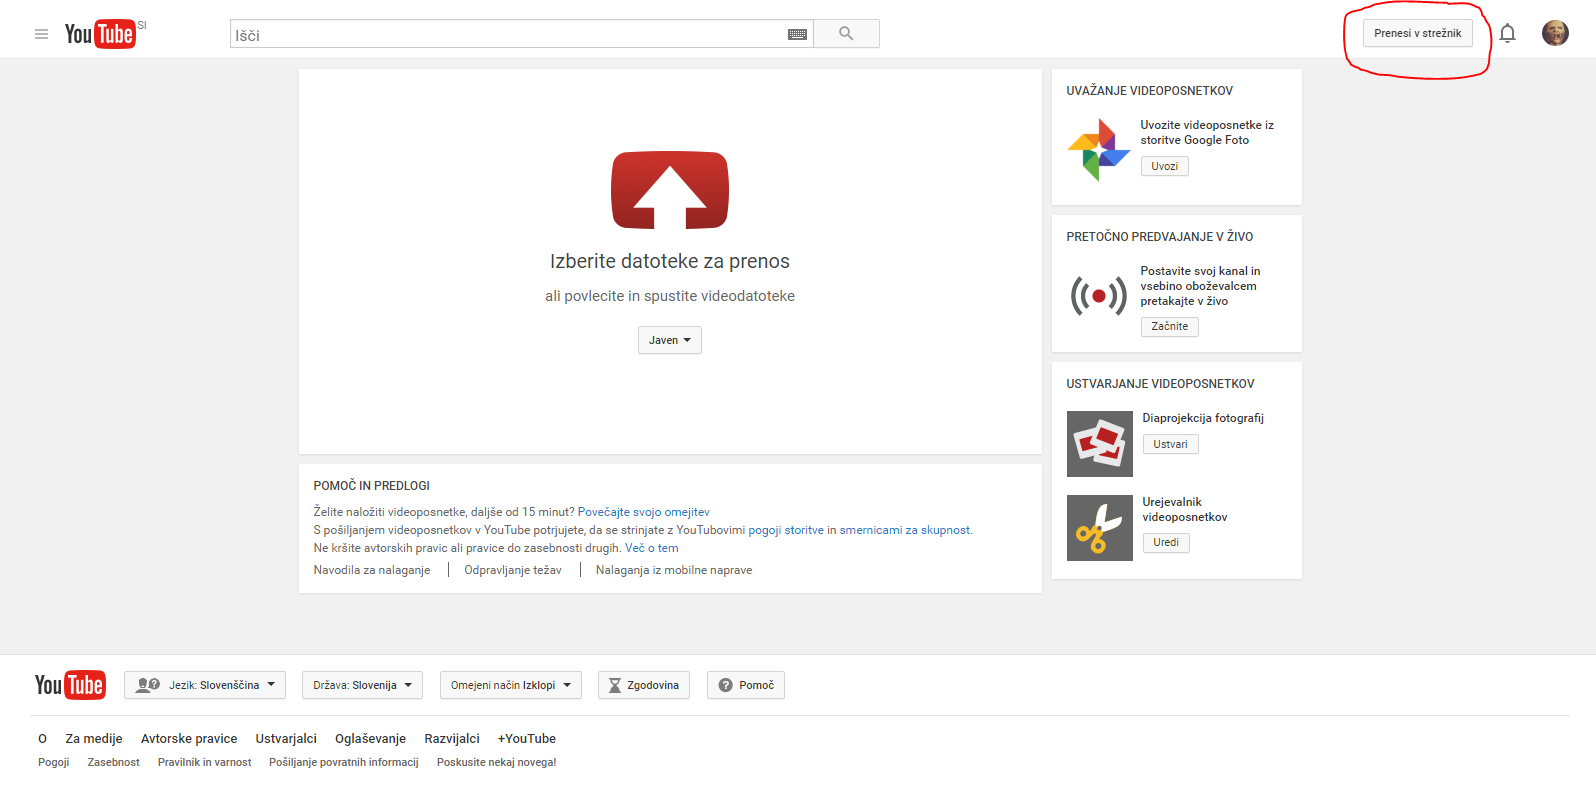 YouTube SI
Išči
Prenesi v strežnik
Izberite datoteke za prenos
ali povlecite in spustite videodatoteke
Javen
POMOČ IN PREDLOGI
Želite naložiti videoposnetke, daljše od 15 minut? Povečajte svojo omejitev
S pošiljanjem videoposnetkov v YouTube potrjujete, da se strinjate z YouTubovimi pogoji storitve in smernicami za skupnost.
Ne kršite avtorskih pravic ali pravice do zasebnosti drugih. Več o tem
Navodila za nalaganje Odpravljanje težav Nalaganja iz mobilne naprave
UVAŽANJE VIDEOPOSNETKOV
Uvozite videoposnetke iz
storitve Google Foto
Uvozi
PRETOČNO PREDVAJANJE V ŽIVO
Postavite svoj kanal in
vsebino oboževalcem
pretakajte v živo
Začnite
USTVARJANJE VIDEOPOSNETKOV
Diaprojekcija fotografij
Ustvari
Urejevalnik
videoposnetkov
Uredi
YouTube Jezik: Slovenščina Država: Slovenija Omejeni način Izklopi Zgodovina Pomoč
O Za medije Avtorske pravice Ustvarjalci Oglaševanje Razvijalci +YouTube
Pogoji Zasebnost Pravilnik in varnost Pošiljanje povratnih informacij Poskusite nekaj novega!